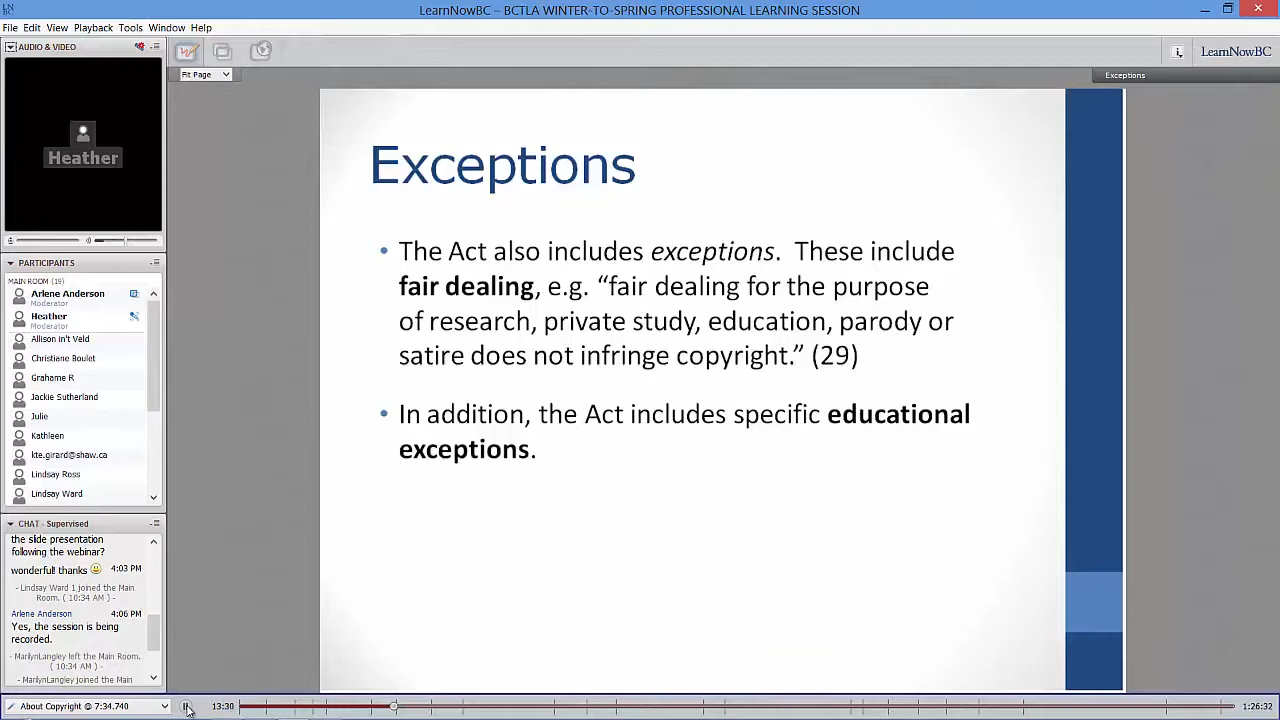 LN
BC
LearnNowBC – BCTLA WINTER-TO-SPRING PROFESSIONAL LEARNING SESSION
File Edit View Playback Tools Window Help
AUDIO & VIDEO
LearnNowBC
Fit Page
Exceptions
Heather
Exceptions
The Act also includes exceptions. These include
fair dealing, e.g. “fair dealing for the purpose
of research, private study, education, parody or
satire does not infringe copyright.” (29)
In addition, the Act includes specific educational
exceptions.
PARTICIPANTS
MAIN ROOM (19)
Arlene Anderson
Moderator
Heather
Moderator
Allison in't Veld
Christiane Boulet
Grahame R
Jackie Sutherland
Julie
Kathleen
kte.girard@shaw.ca
Lindsay Ross
Lindsay Ward
CHAT - Supervised
the slide presentation
following the webinar?
wonderful! thanks 4:03 PM
- Lindsay Ward 1 joined the Main
Room. ( 10:34 AM ) -
Arlene Anderson 4:06 PM
Yes, the session is being
recorded.
- MarilynLangley left the Main Room.
( 10:34 AM ) -
- MarilynLangley joined the Main
About Copyright @ 7:34.740
13:30
1:26:32